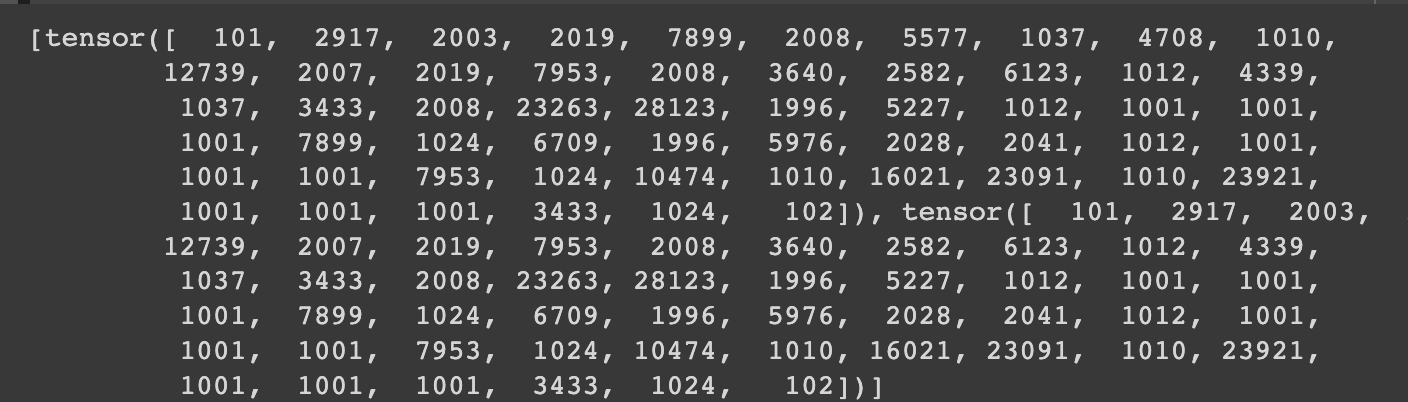 [tensor([ 101, 2917, 2003, 2019, 7899, 2008, 5577, 1037, 4708, 1010,
12739, 2007, 2019, 7953, 2008, 3640, 2582, 6123, 1012, 4339,
1037, 3433, 2008, 23263, 28123, 1996, 5227, 1012, 1001, 1001,
1001, 7899, 1024, 6709, 1996, 5976, 2028, 2041, 1012, 1001,
1001, 1001, 7953, 1024, 10474, 1010, 16021, 23091, 1010, 23921,
1001, 1001, 1001, 3433, 1024, 102]), tensor([ 101, 2917, 2003,
12739, 2007, 2019, 7953, 2008, 3640, 2582, 6123, 1012, 4339,
1037, 3433, 2008, 23263, 28123, 1996, 5227, 1012, 1001, 1001,
1001, 7899, 1024, 6709, 1996, 5976, 2028, 2041, 1012, 1001,
1001, 1001, 7953, 1024, 10474, 1010, 16021, 23091, 1010, 23921,
1001, 1001, 1001, 3433, 1024, 102])]